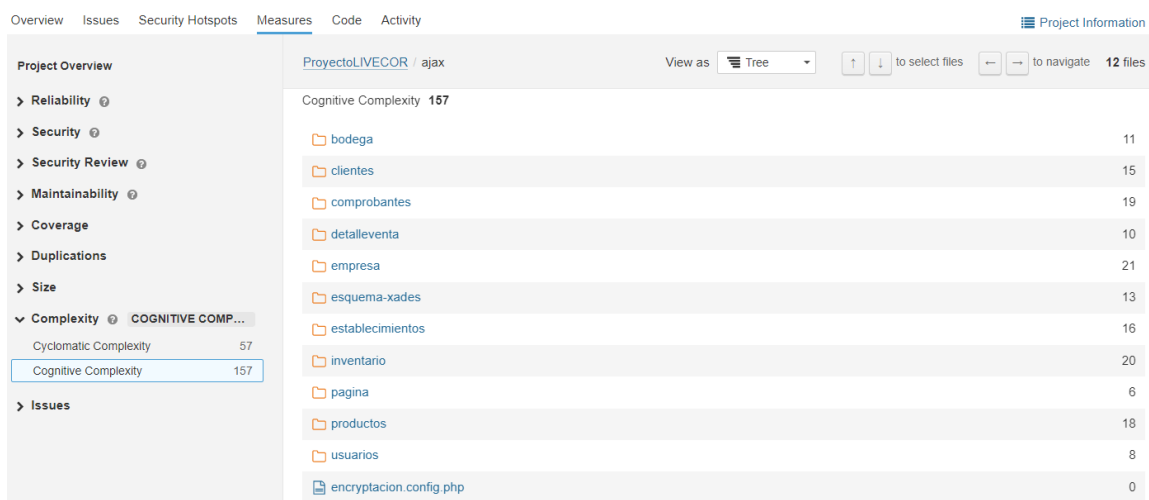 Overview Issues Security Hotspots Measures Code Activity
Project Information
Project Overview
Reliability
Security
Security Review
Maintainability
Coverage
Duplications
Size
Complexity COGNITIVE COMP...
Cyclomatic Complexity 57
Cognitive Complexity 157
Issues
ProyectoLIVECOR / ajax View as Tree ↑ ↓ to select files ← → to navigate 12 files
Cognitive Complexity 157
bodega 11
clientes 15
comprobantes 19
detalleventa 10
empresa 21
esquema-xades 13
establecimientos 16
inventario 20
pagina 6
productos 18
usuarios 8
encryptacion.config.php 0